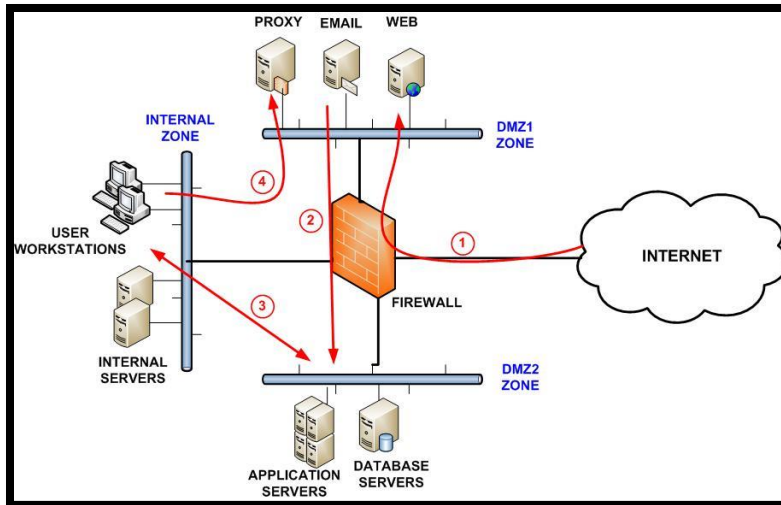 PROXY
EMAIL
WEB
INTERNAL
ZONE
DMZ1
ZONE
4
USER
WORKSTATIONS
2
1
INTERNET
FIREWALL
3
INTERNAL
SERVERS
DMZ2
ZONE
APPLICATION
SERVERS
DATABASE
SERVERS